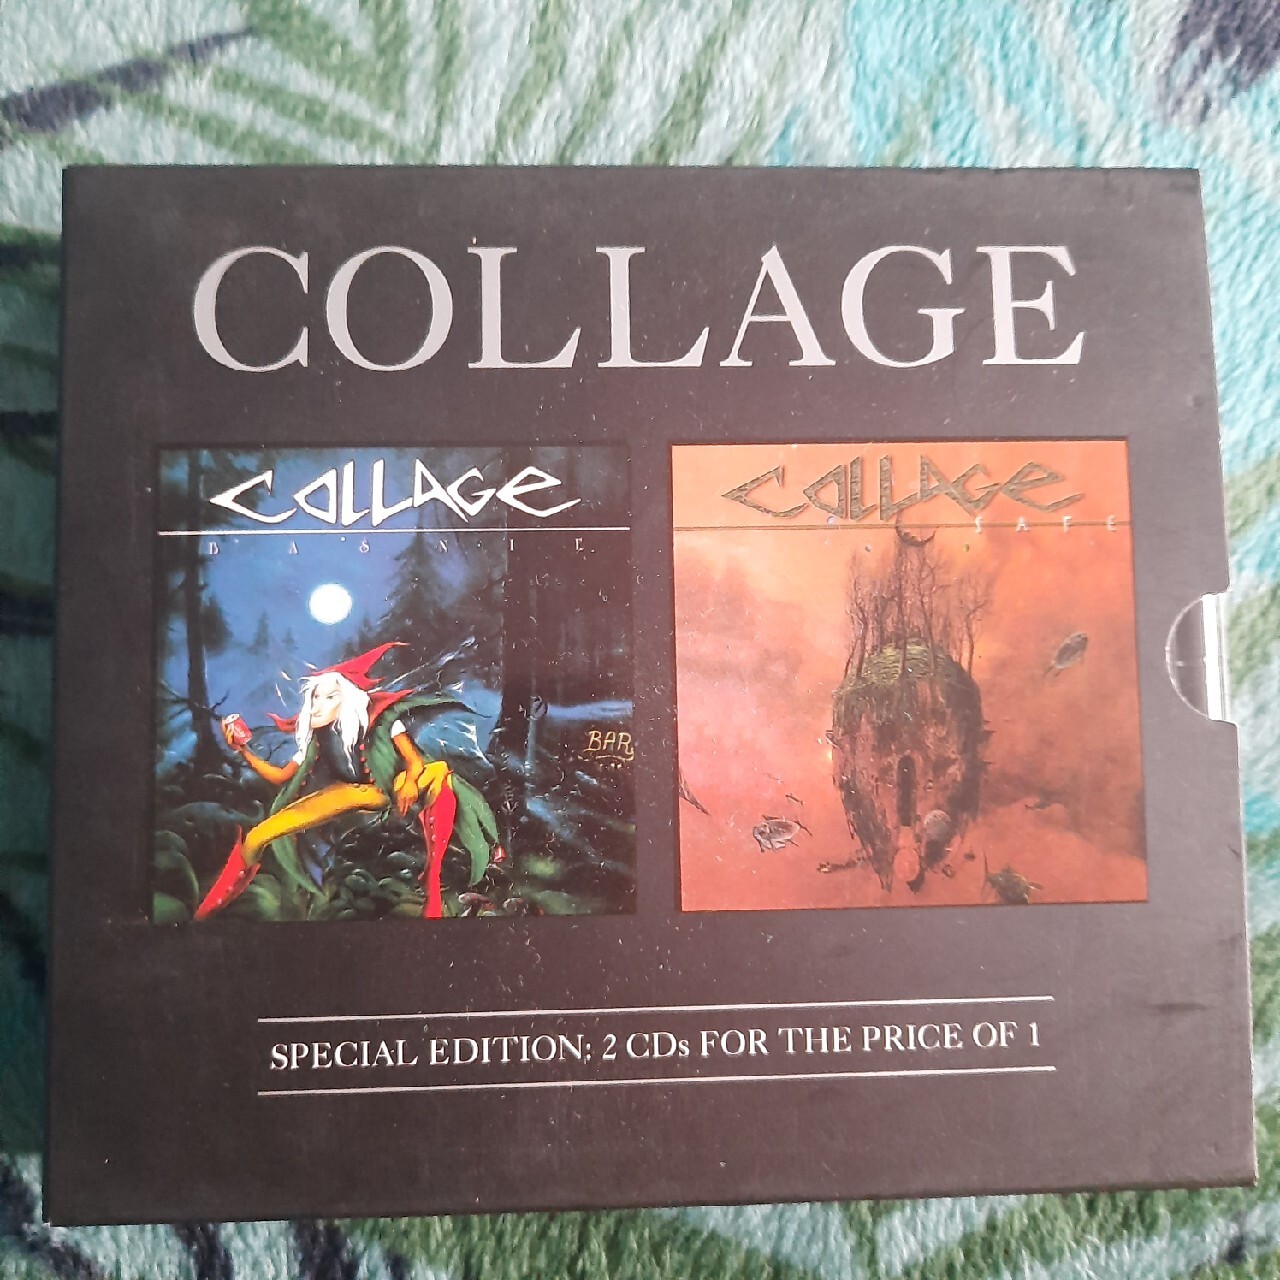 COLLAGE
COLLAGE
BAŚNIE
BAR
COLLAGE
SAFE
SPECIAL EDITION: 2 CDs FOR THE PRICE OF 1